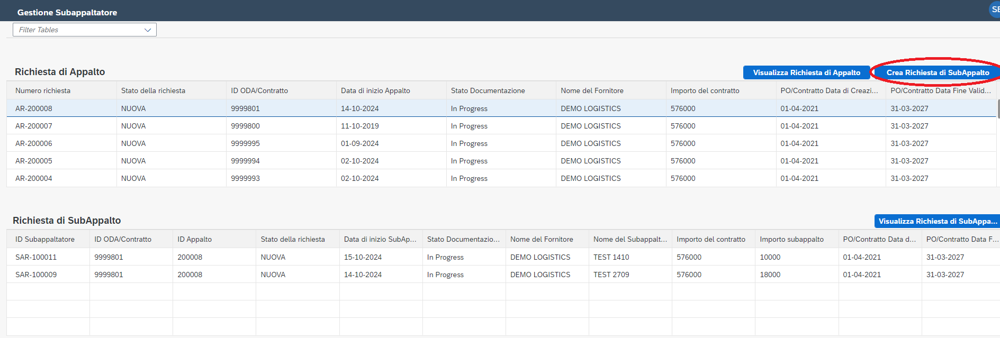 Gestione Subappaltatore
SE
Filter Tables
Richiesta di Appalto
Visualizza Richiesta di Appalto
Crea Richiesta di SubAppalto
Numero richiesta Stato della richiesta ID ODA/Contratto Data di inizio Appalto Stato Documentazione Nome del Fornitore Importo del contratto PO/Contratto Data di Creazi... PO/Contratto Data Fine Valid...
AR-200008 NUOVA 9999801 14-10-2024 In Progress DEMO LOGISTICS 576000 01-04-2021 31-03-2027
AR-200007 NUOVA 9999800 11-10-2019 In Progress DEMO LOGISTICS 576000 01-04-2021 31-03-2027
AR-200006 NUOVA 9999995 01-09-2024 In Progress DEMO LOGISTICS 576000 01-04-2021 31-03-2027
AR-200005 NUOVA 9999994 02-10-2024 In Progress DEMO LOGISTICS 576000 01-04-2021 31-03-2027
AR-200004 NUOVA 9999993 02-10-2024 In Progress DEMO LOGISTICS 576000 01-04-2021 31-03-2027
Richiesta di SubAppalto
Visualizza Richiesta di SubAppa...
ID Subappaltatore ID ODA/Contratto ID Appalto Stato della richiesta Data di inizio SubAp... Stato Documentazio... Nome del Fornitore Nome del Subappalt... Importo del contratto Importo subappalto PO/Contratto Data d... PO/Contratto Data F...
SAR-100011 9999801 200008 NUOVA 15-10-2024 In Progress DEMO LOGISTICS TEST 1410 576000 10000 01-04-2021 31-03-2027
SAR-100009 9999801 200008 NUOVA 14-10-2024 In Progress DEMO LOGISTICS TEST 2709 576000 18000 01-04-2021 31-03-2027